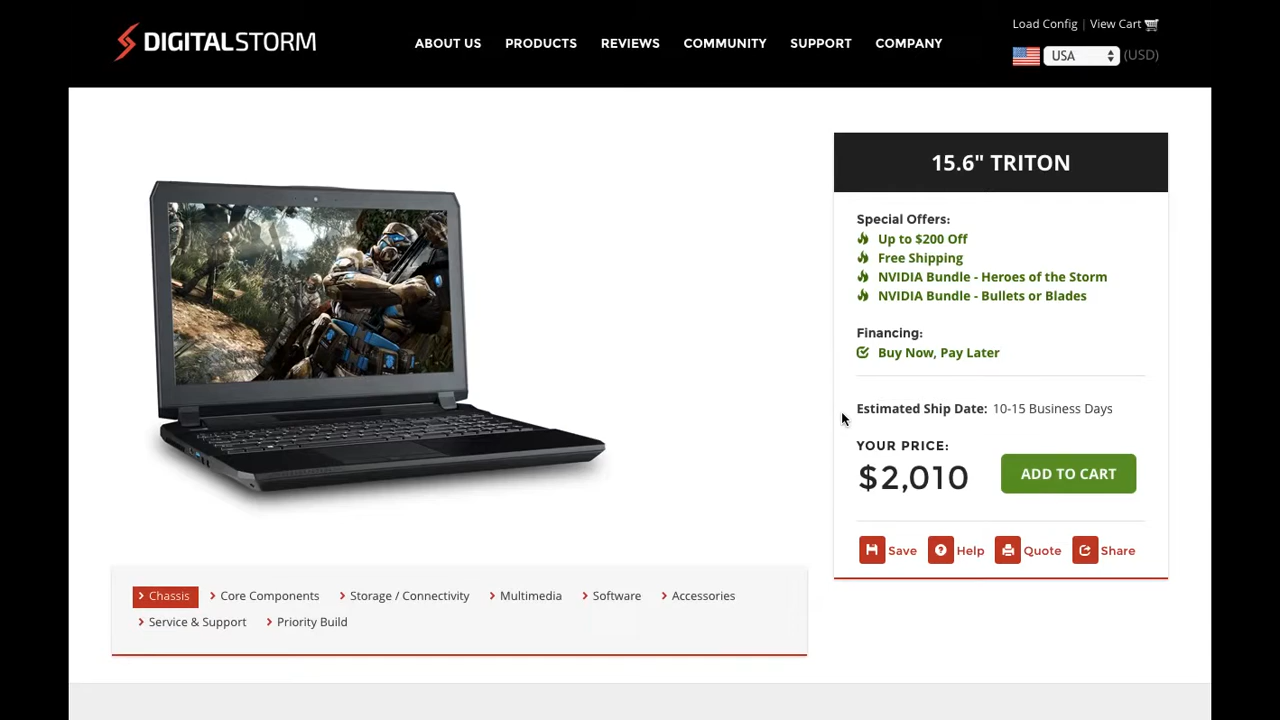 DIGITALSTORM
ABOUT US PRODUCTS REVIEWS COMMUNITY SUPPORT COMPANY
Load Config | View Cart
USA (USD)
15.6" TRITON
Special Offers:
Up to $200 Off
Free Shipping
NVIDIA Bundle - Heroes of the Storm
NVIDIA Bundle - Bullets or Blades
Financing:
Buy Now, Pay Later
Estimated Ship Date: 10-15 Business Days
YOUR PRICE:
$2,010 ADD TO CART
Save Help Quote Share
Chassis Core Components Storage / Connectivity Multimedia Software Accessories
Service & Support Priority Build